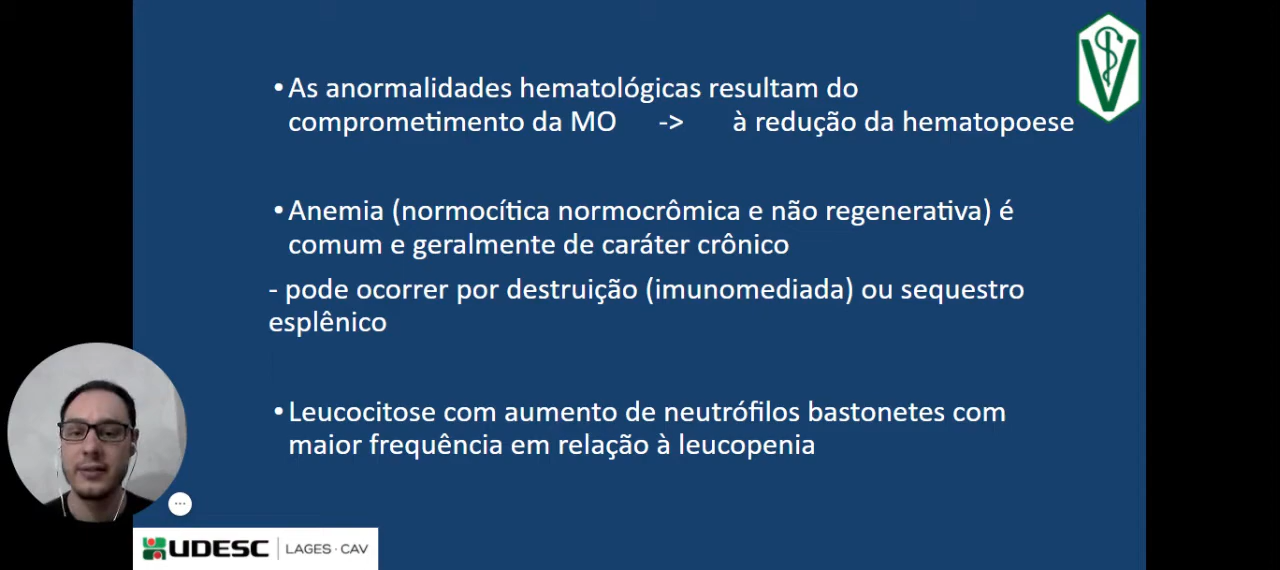 •As anormalidades hematológicas resultam do
comprometimento da MO -> à redução da hematopoese
•Anemia (normocítica normocrômica e não regenerativa) é
comum e geralmente de caráter crônico
- pode ocorrer por destruição (imunomediada) ou sequestro
esplênico
•Leucocitose com aumento de neutrófilos bastonetes com
maior frequência em relação à leucopenia
UDESC | LAGES · CAV
V